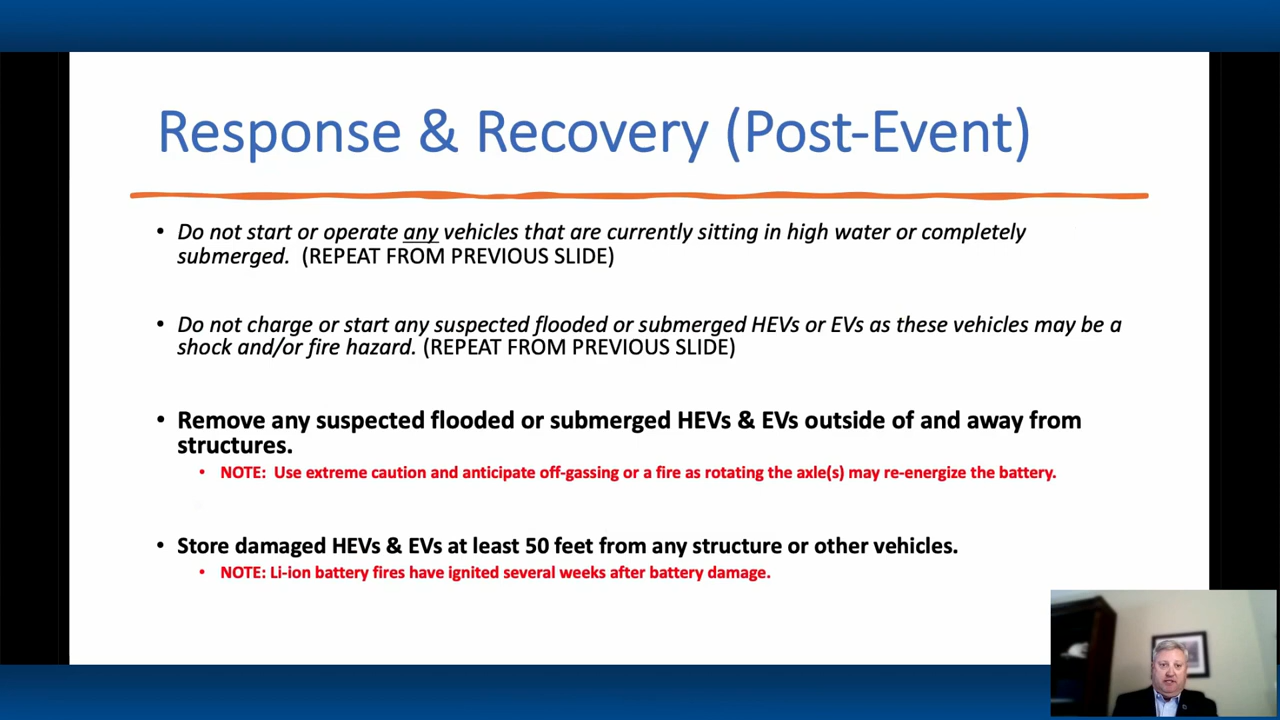 Response & Recovery (Post-Event)
• Do not start or operate any vehicles that are currently sitting in high water or completely
submerged. (REPEAT FROM PREVIOUS SLIDE)
• Do not charge or start any suspected flooded or submerged HEVs or EVs as these vehicles may be a
shock and/or fire hazard. (REPEAT FROM PREVIOUS SLIDE)
• Remove any suspected flooded or submerged HEVs & EVs outside of and away from
structures.
• NOTE: Use extreme caution and anticipate off-gassing or a fire as rotating the axle(s) may re-energize the battery.
• Store damaged HEVs & EVs at least 50 feet from any structure or other vehicles.
• NOTE: Li-ion battery fires have ignited several weeks after battery damage.